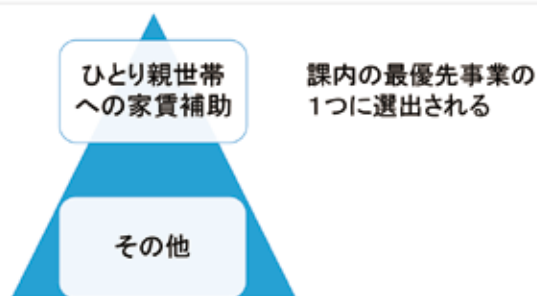 ひとり親世帯
への家賃補助
課内の最優先事業の
1つに選出される
その他